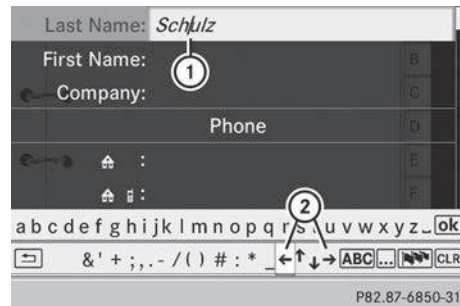 Last Name: Schulz
First Name:
1
B
Company:
C
Phone
D
:
E
:
F
2
a b c d e f g h i j k l m n o p q r s t u v w x y z _ ok
& ' + ; , . - / ( ) # : * _ ← ↑ ↓ → ABC ... CLR
P82.87-6850-31